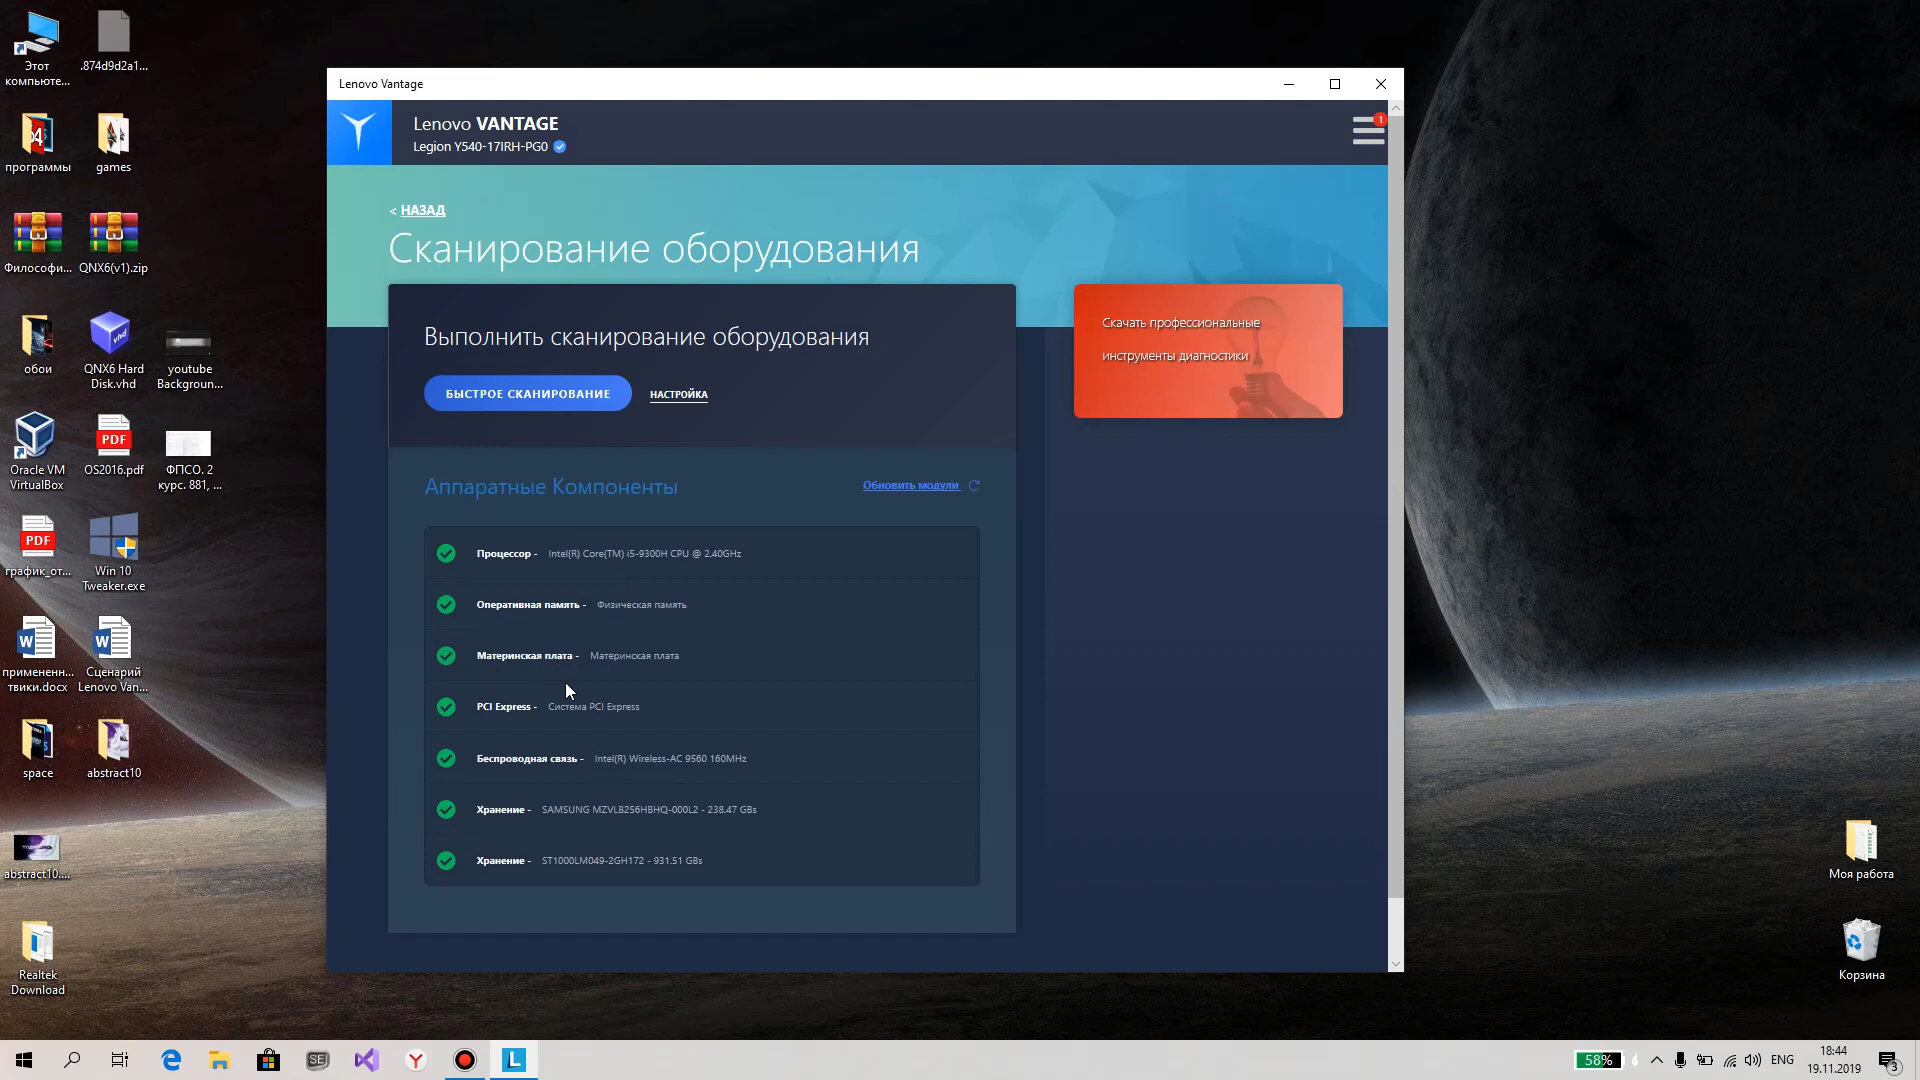 Этот
компьюте...
.874d9d2a1...
программы
games
Философи...
QNX6(v1).zip
обои
QNX6 Hard
Disk.vhd
youtube
Backgroun...
Oracle VM
VirtualBox
PDF
OS2016.pdf
ФПСО. 2
курс. 881, ...
PDF
график_от...
Win 10
Tweaker.exe
примененн...
твики.docx
Сценарий
Lenovo Van...
space
abstract10
abstract10....
Realtek
Download
Lenovo Vantage
Lenovo VANTAGE
Legion Y540-17IRH-PG0
1
< НАЗАД
Сканирование оборудования
Выполнить сканирование оборудования
БЫСТРОЕ СКАНИРОВАНИЕ
НАСТРОЙКА
Скачать профессиональные
инструменты диагностики
Аппаратные Компоненты
Обновить модули
Процессор - Intel(R) Core(TM) i5-9300H CPU @ 2.40GHz
Оперативная память - Физическая память
Материнская плата - Материнская плата
PCI Express - Система PCI Express
Беспроводная связь - Intel(R) Wireless-AC 9560 160MHz
Хранение - SAMSUNG MZVLB256HBHQ-000L2 - 238.47 GBs
Хранение - ST1000LM049-2GH172 - 931.51 GBs
Моя работа
Корзина
SE
L
58%
ENG
18:44
19.11.2019
3